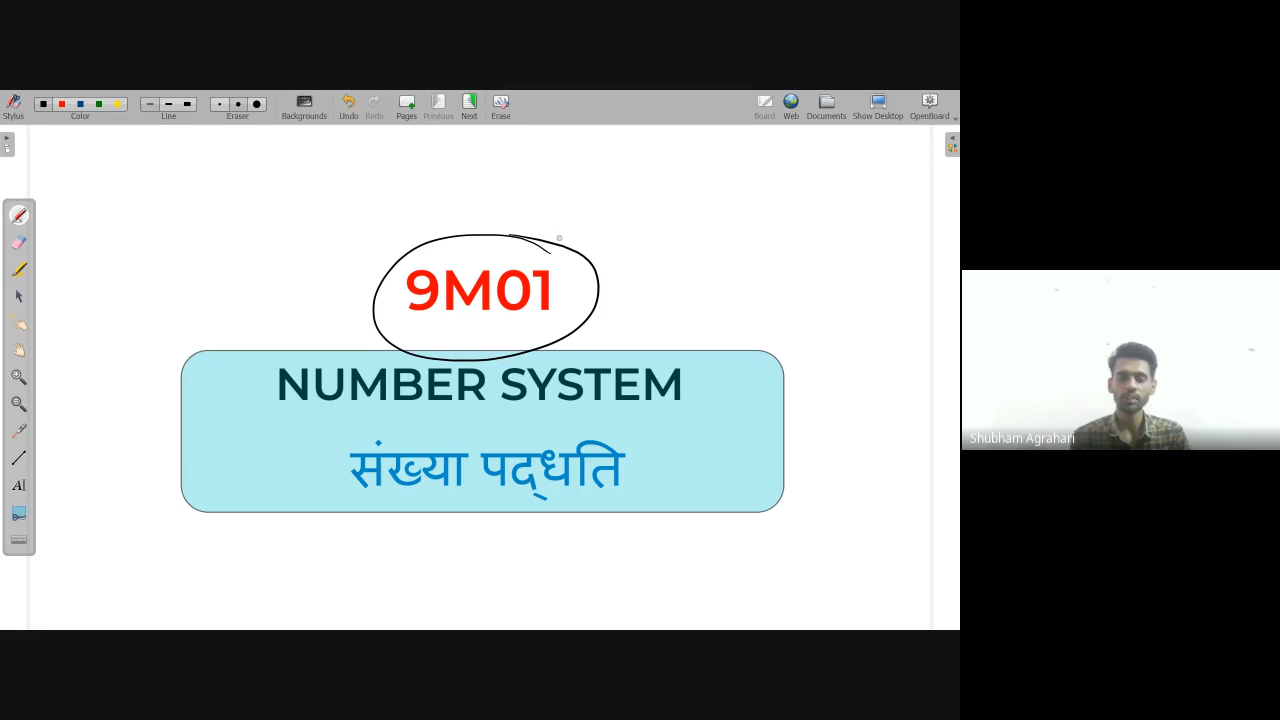 Stylus Color Line Eraser Backgrounds Undo Redo Pages Previous Next Erase Board Web Documents Show Desktop OpenBoard
9M01
NUMBER SYSTEM
संख्या पद्धति
Shubham Agrahari